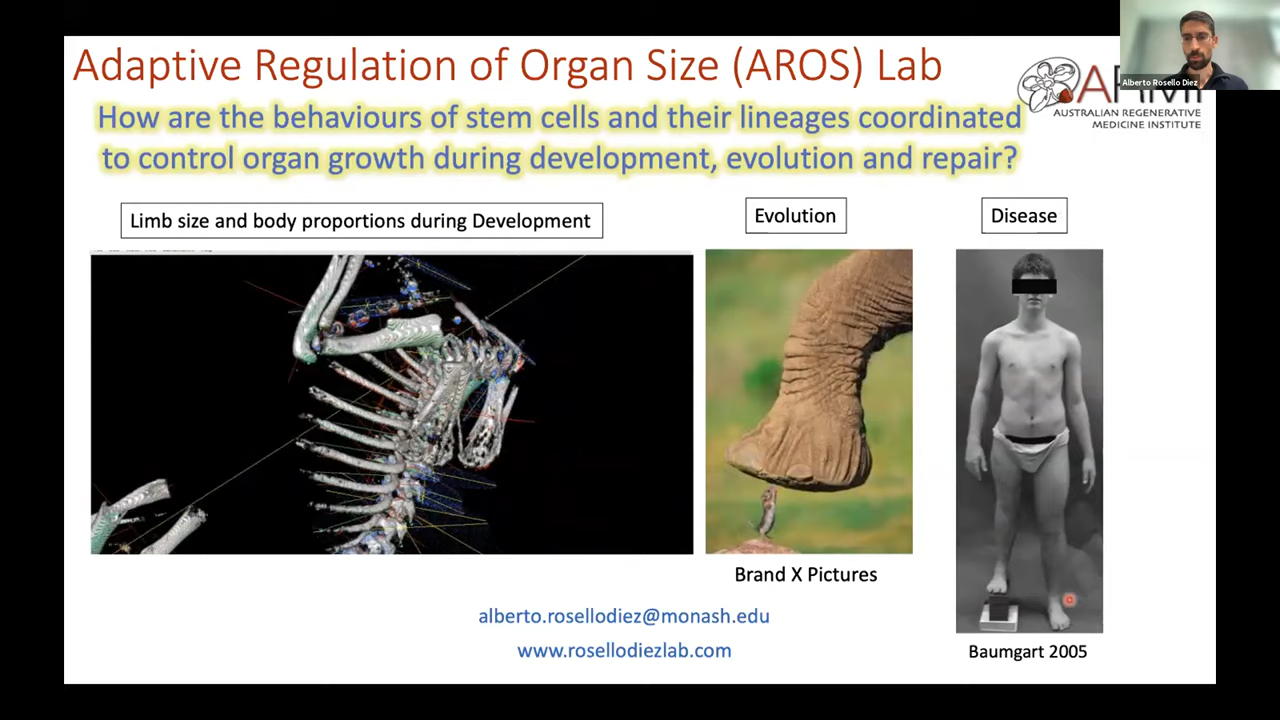 Adaptive Regulation of Organ Size (AROS) Lab
How are the behaviours of stem cells and their lineages coordinated
to control organ growth during development, evolution and repair?
Alberto Rosello Diez
AUSTRALIAN REGENERATIVE
MEDICINE INSTITUTE
Limb size and body proportions during Development
Evolution
Disease
Brand X Pictures
Baumgart 2005
alberto.rosellodiez@monash.edu
www.rosellodiezlab.com